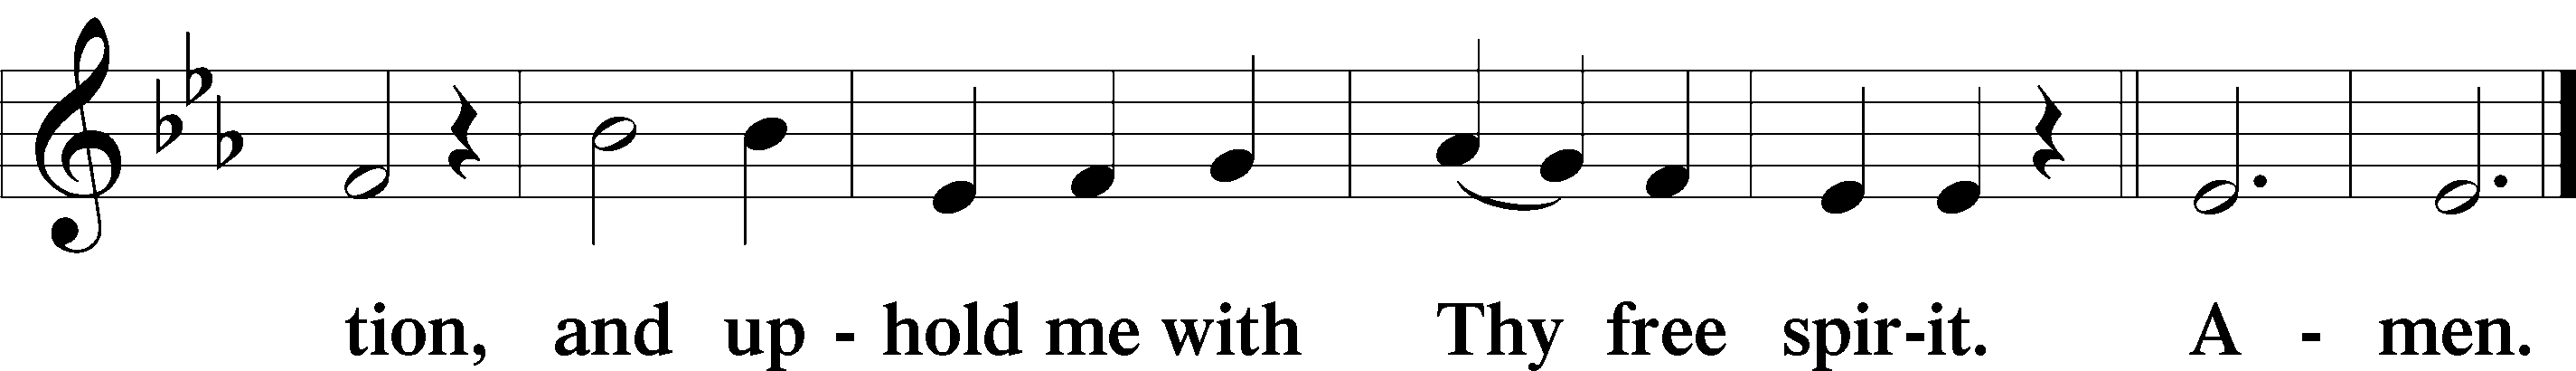 tion, and up - hold me with Thy free spir-it. A - men.